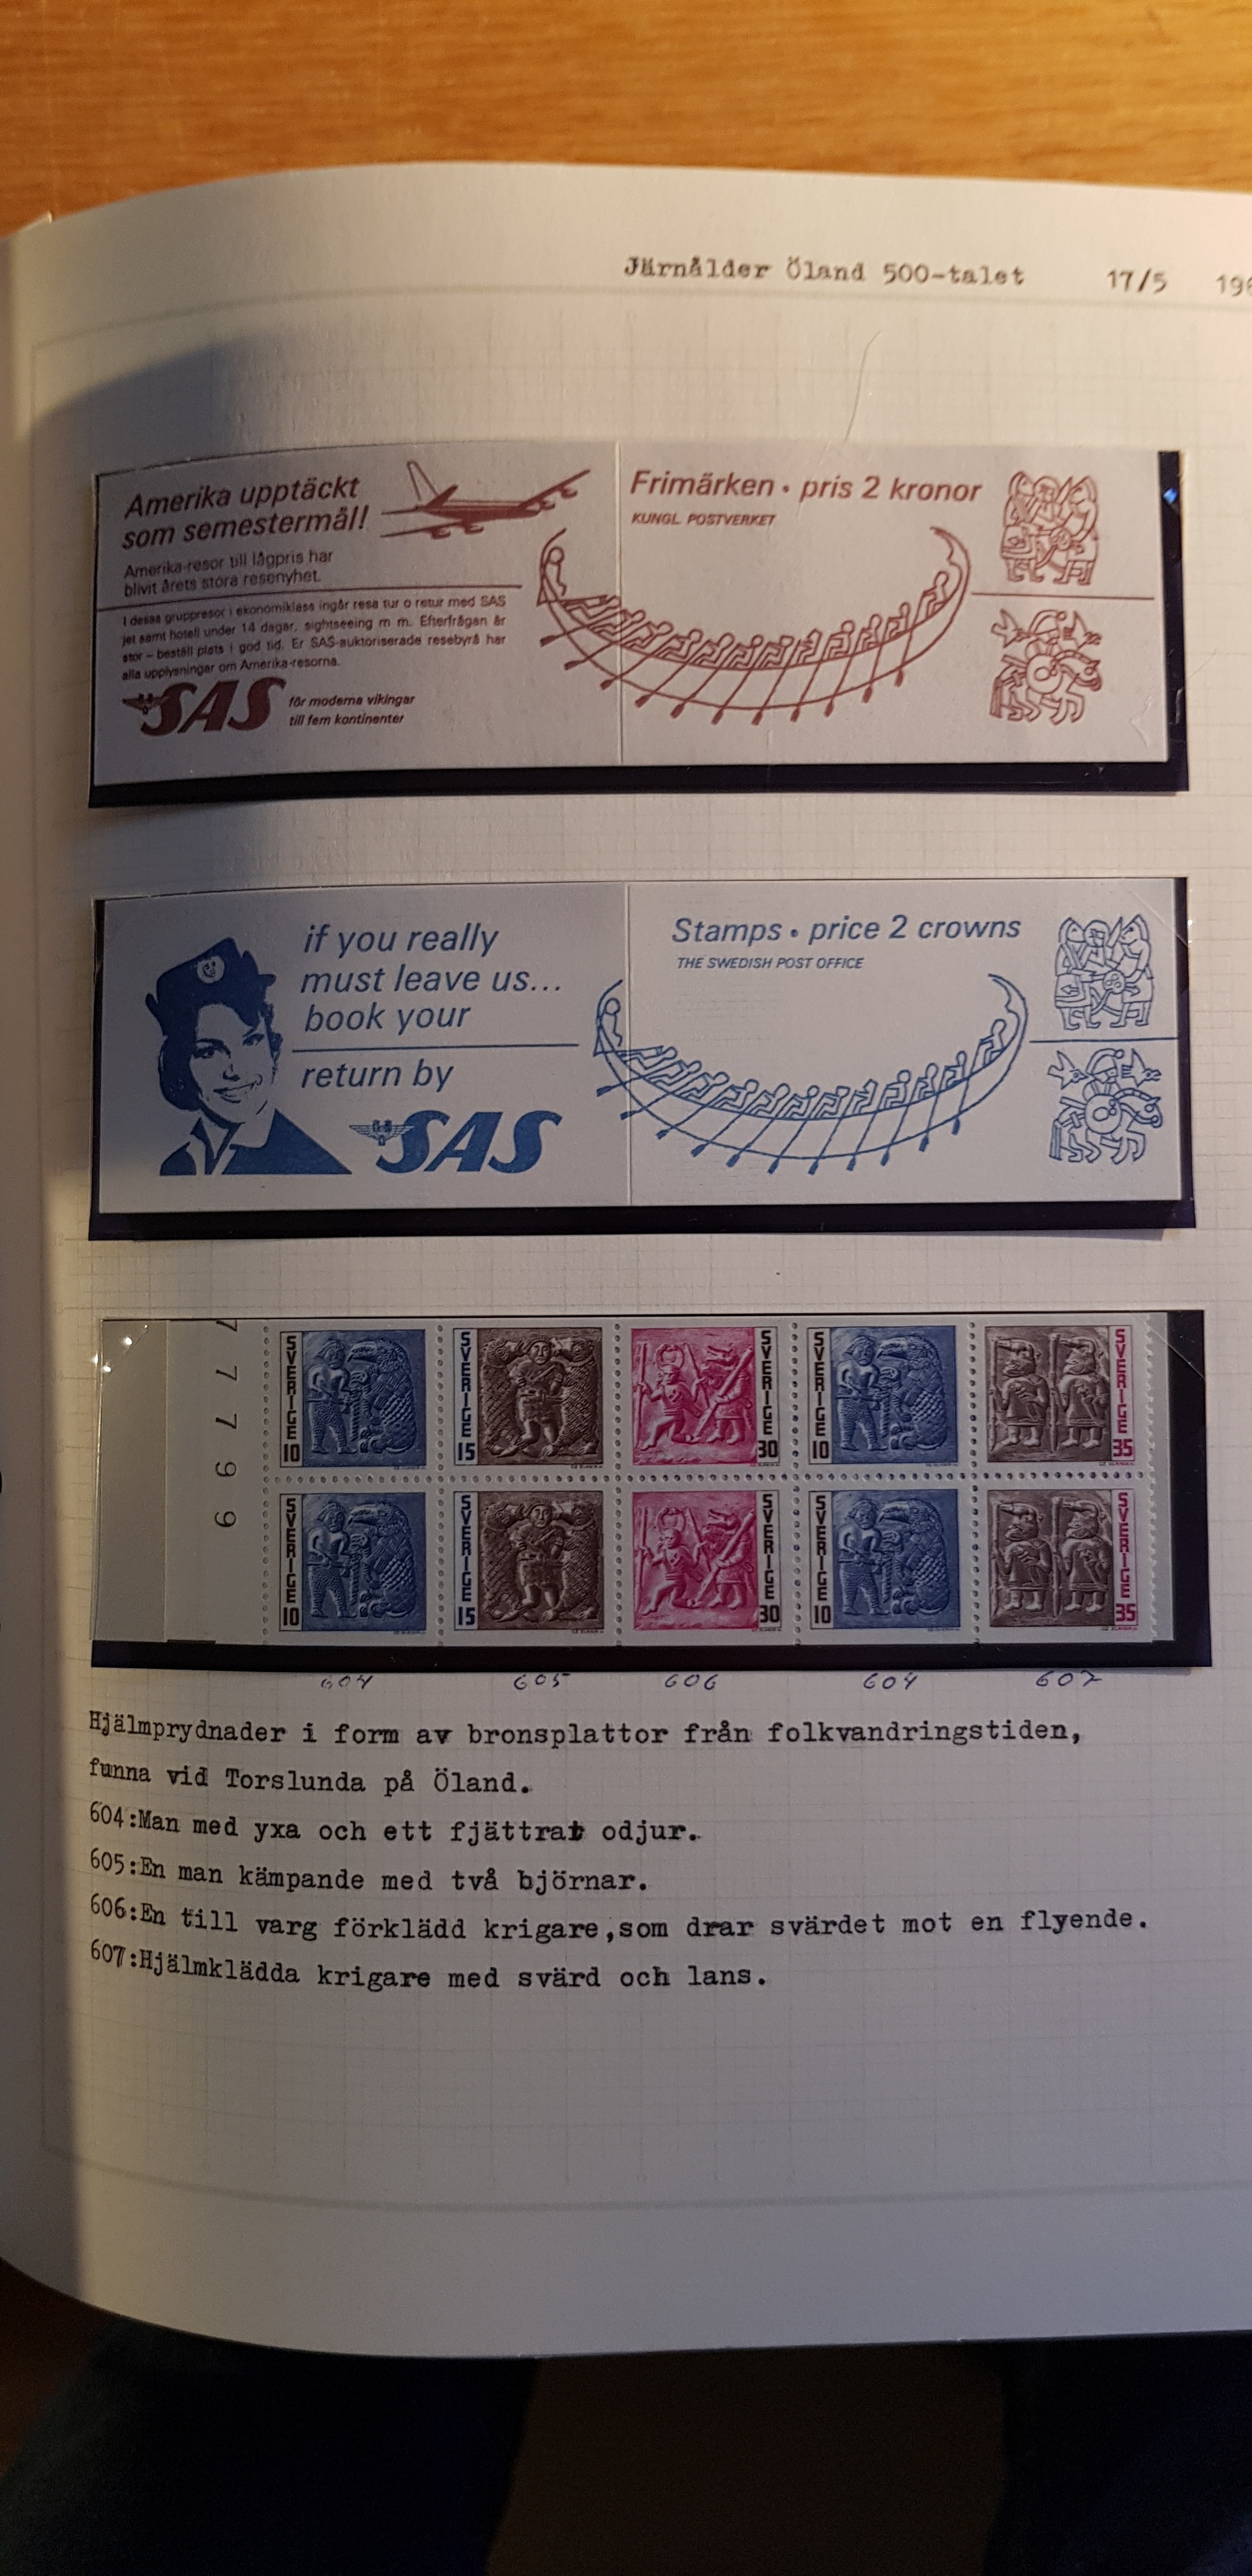 Järnålder Öland 500-talet 17/5 196
Amerika upptäckt
som semestermål!
Amerika-resor till lågpris har
blivit årets stora resenyhet.
I dessa gruppresor i ekonomiklass ingår resa tur o retur med SAS
jet samt hotell under 14 dagar, sightseeing m m. Efterfrågan är
stor – beställ plats i god tid. Er SAS-auktoriserade resebyrå har
alla upplysningar om Amerika-resorna.
SAS
för moderna vikingar
till fem kontinenter
Frimärken • pris 2 kronor
KUNGL. POSTVERKET
if you really
must leave us...
book your
return by
SAS
Stamps • price 2 crowns
THE SWEDISH POST OFFICE
7 7 7 9 9
SVERIGE 10
SVERIGE 15
SVERIGE 30
SVERIGE 10
SVERIGE 35
SVERIGE 10
SVERIGE 15
SVERIGE 30
SVERIGE 10
SVERIGE 35
604 605 606 604 607
Hjälmprydnader i form av bronsplattor från folkvandringstiden,
funna vid Torslunda på Öland.
604:Man med yxa och ett fjättrat odjur.
605:En man kämpande med två björnar.
606:En till varg förklädd krigare,som drar svärdet mot en flyende.
607:Hjälmklädda krigare med svärd och lans.